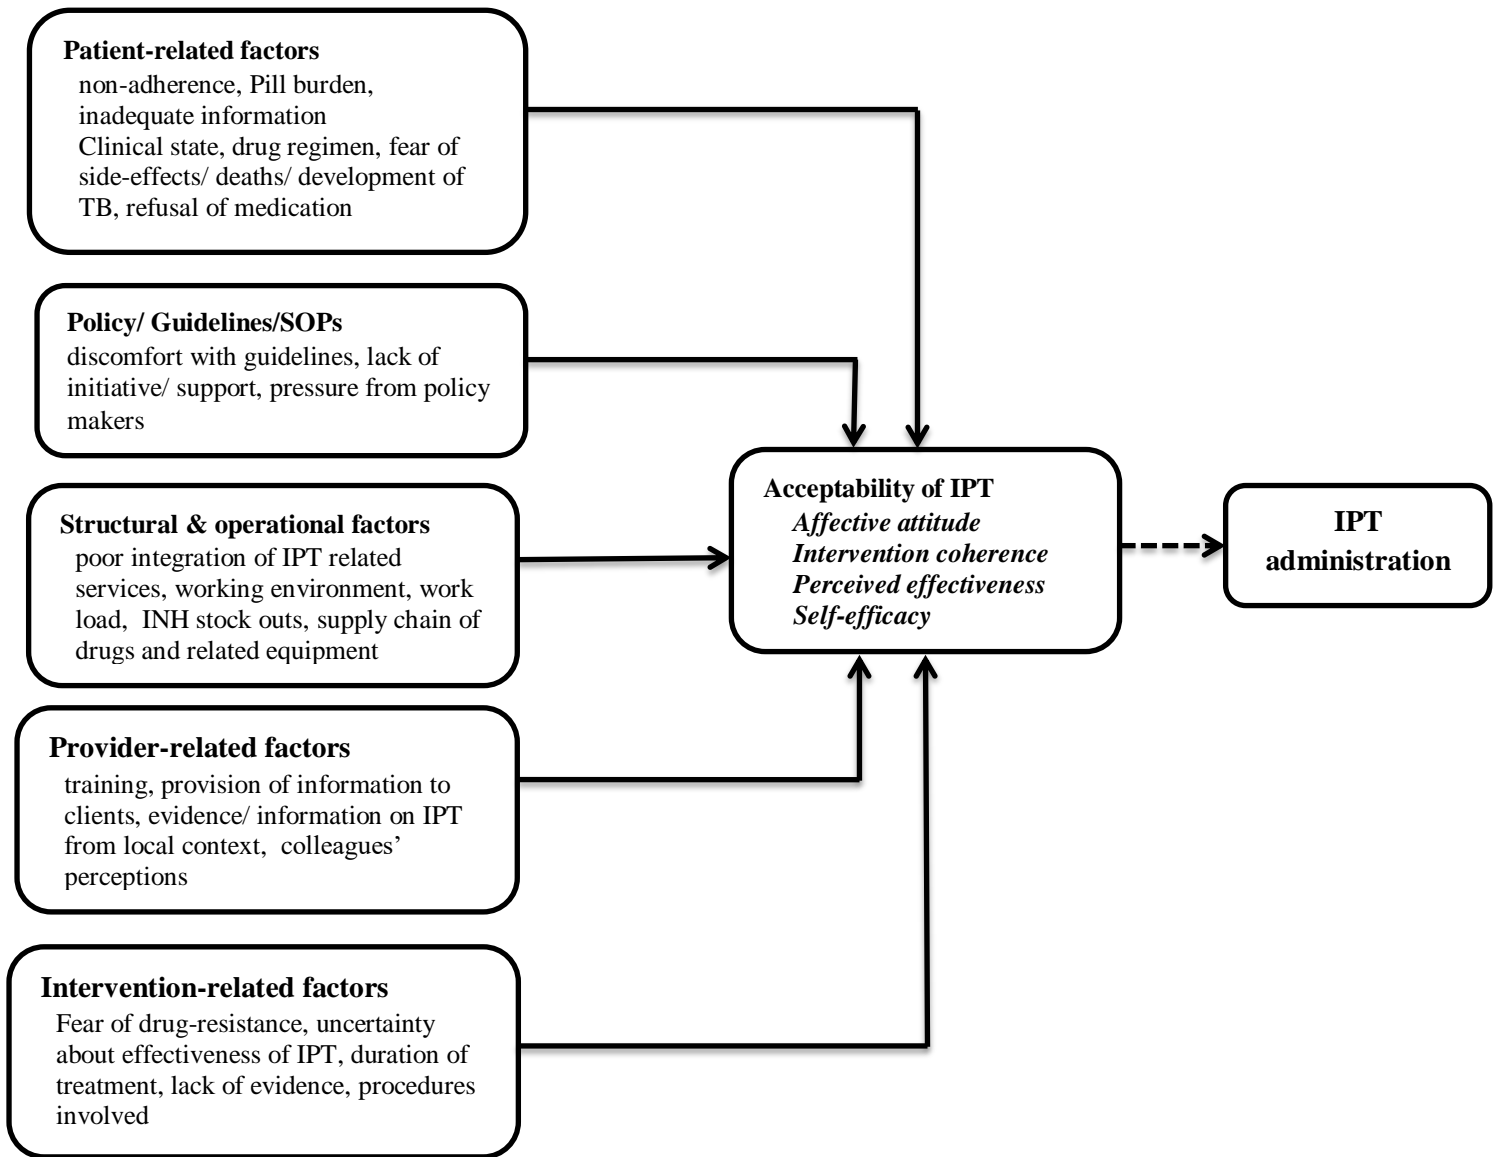 Patient-related factors
non-adherence, Pill burden,
inadequate information
Clinical state, drug regimen, fear of
side-effects/ deaths/ development of
TB, refusal of medication
Policy/ Guidelines/SOPs
discomfort with guidelines, lack of
initiative/ support, pressure from policy
makers
Structural & operational factors
poor integration of IPT related
services, working environment, work
load,  INH stock outs, supply chain of
drugs and related equipment
Provider-related factors
training, provision of information to
clients, evidence/ information on IPT
from local context,  colleagues’
perceptions
Intervention-related factors
Fear of drug-resistance, uncertainty
about effectiveness of IPT, duration of
treatment, lack of evidence, procedures
involved
Acceptability of IPT
Affective attitude
Intervention coherence
Perceived effectiveness
Self-efficacy
IPT
administration